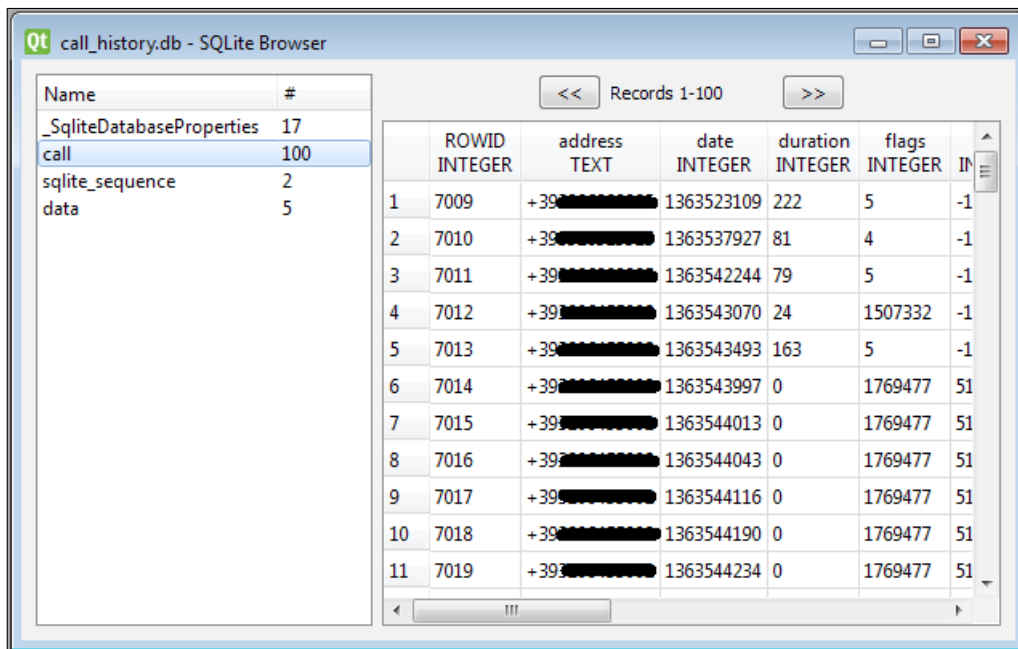 Qt call_history.db - SQLite Browser
Name #
_SqliteDatabaseProperties 17
call 100
sqlite_sequence 2
data 5
<< Records 1-100 >>
ROWID address date duration flags
INTEGER TEXT INTEGER INTEGER INTEGER
1 7009 +39 1363523109 222 5 -1
2 7010 +39 1363537927 81 4 -1
3 7011 +39 1363542244 79 5 -1
4 7012 +39 1363543070 24 1507332 -1
5 7013 +39 1363543493 163 5 -1
6 7014 +39 1363543997 0 1769477 51
7 7015 +39 1363544013 0 1769477 51
8 7016 +39 1363544043 0 1769477 51
9 7017 +39 1363544116 0 1769477 51
10 7018 +39 1363544190 0 1769477 51
11 7019 +39 1363544234 0 1769477 51